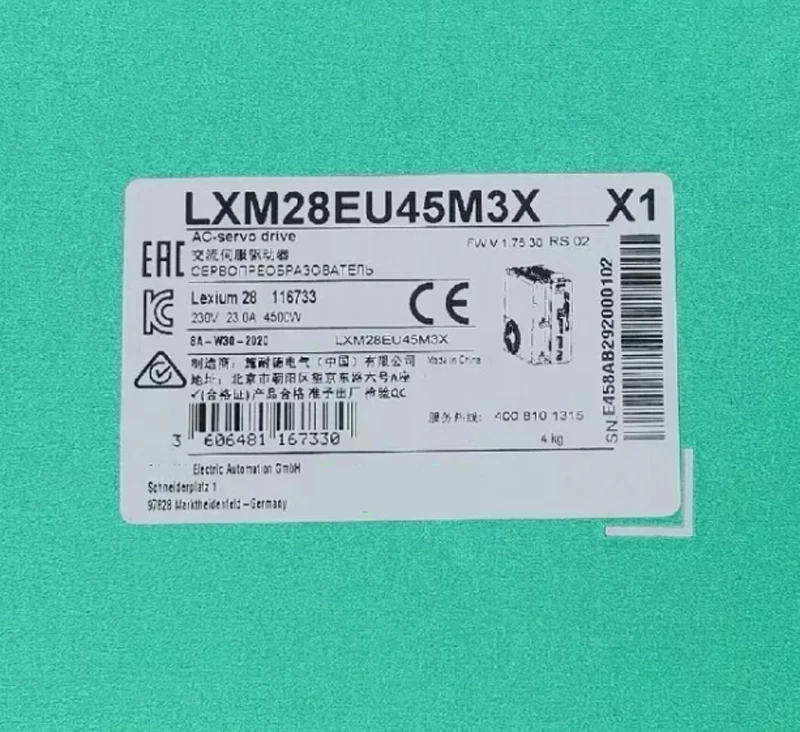 LXM28EU45M3X X1
AC-servo drive
FW V 1.75.30 RS 02
EAC
交流伺服驱动器
СЕРВОПРЕОБРАЗОВАТЕЛЬ
Lexium 28 116733
CE
230V 23.0A 4500W
8A-W30-2020 LXM28EU45M3X
制造商：施耐德电气（中国）有限公司 Made in China
地址：北京市朝阳区望京东路六号A座
✓(合格证)产品合格准予出厂 检验QC
服务热线: 400 810 1315
3 606481 167330
4 kg
SN E458AB292000102
Electric Automation GmbH
Schneiderplatz 1
97828 Marktheidenfeld - Germany